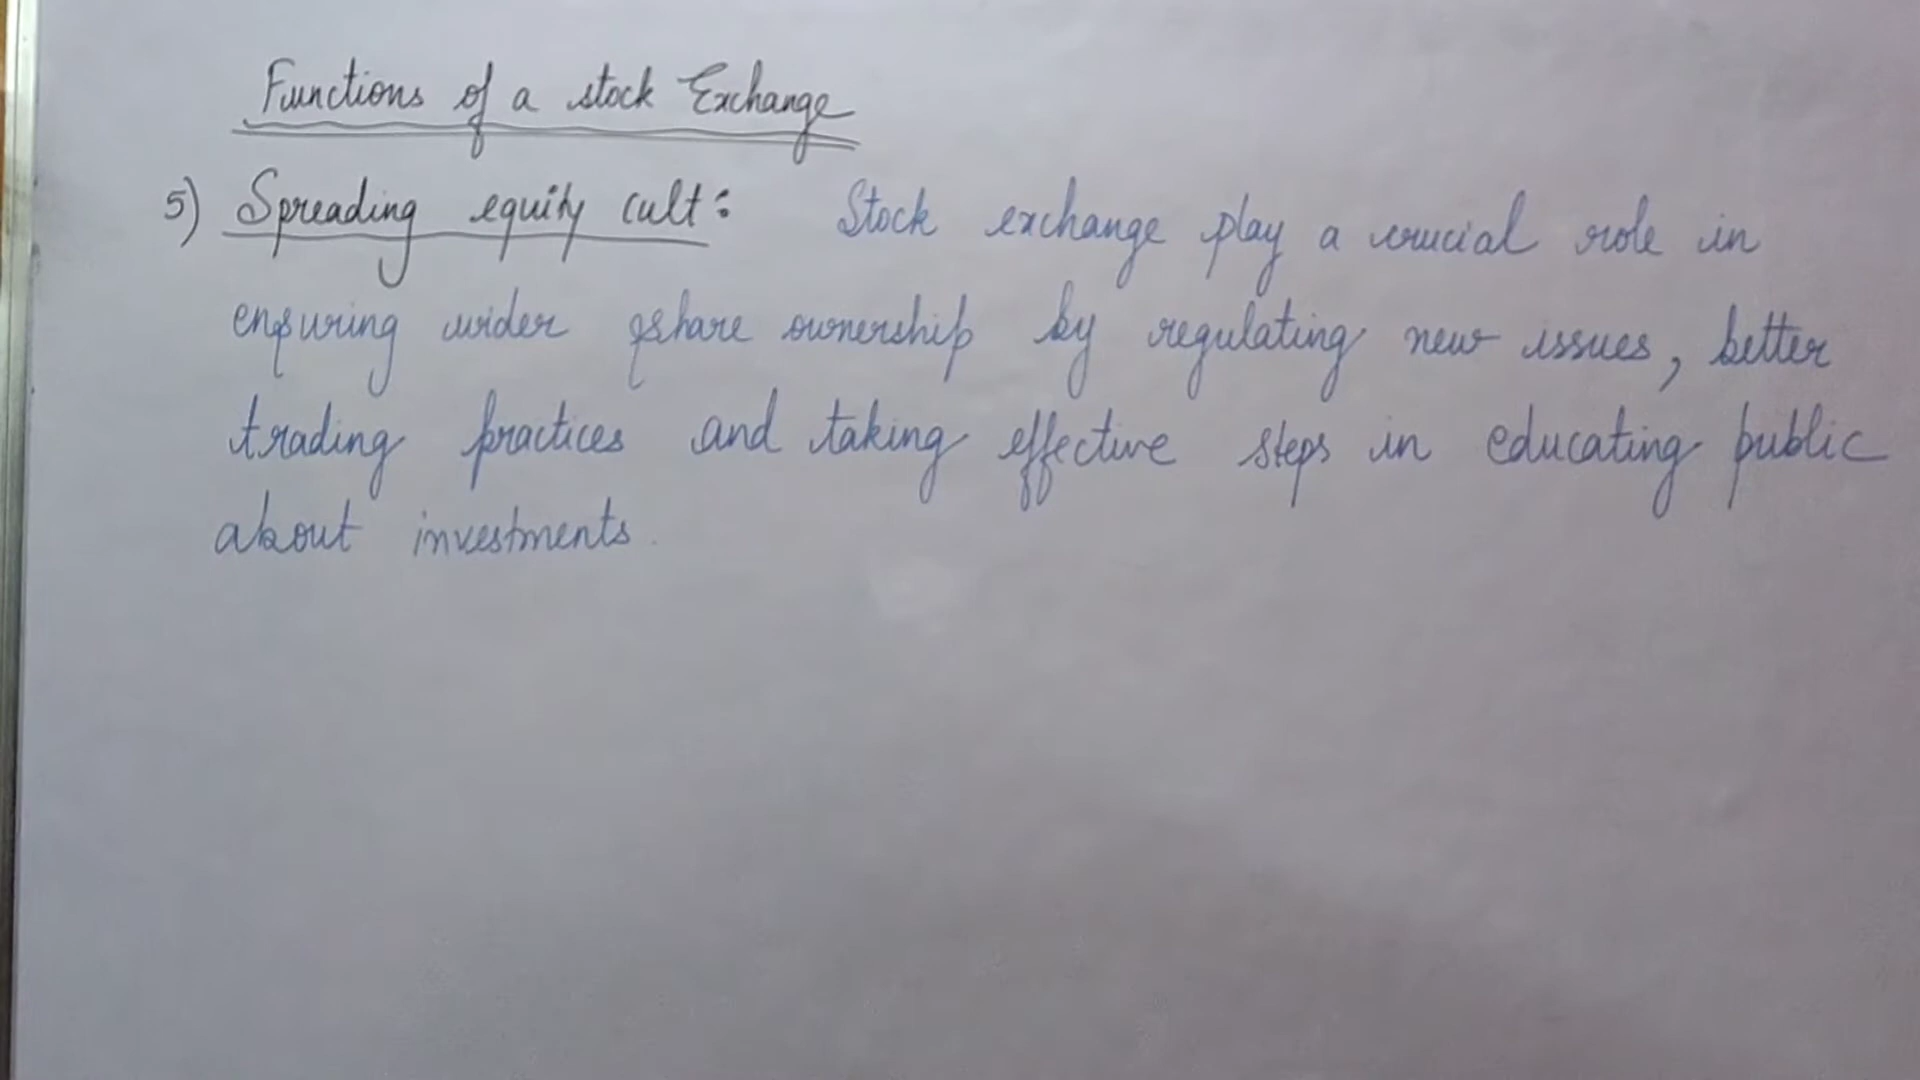 Functions of a stock Exchange
5) Spreading equity cult: Stock exchange play a crucial role in
ensuring wider share ownership by regulating new issues, better
trading practices and taking effective steps in educating public
about investments.